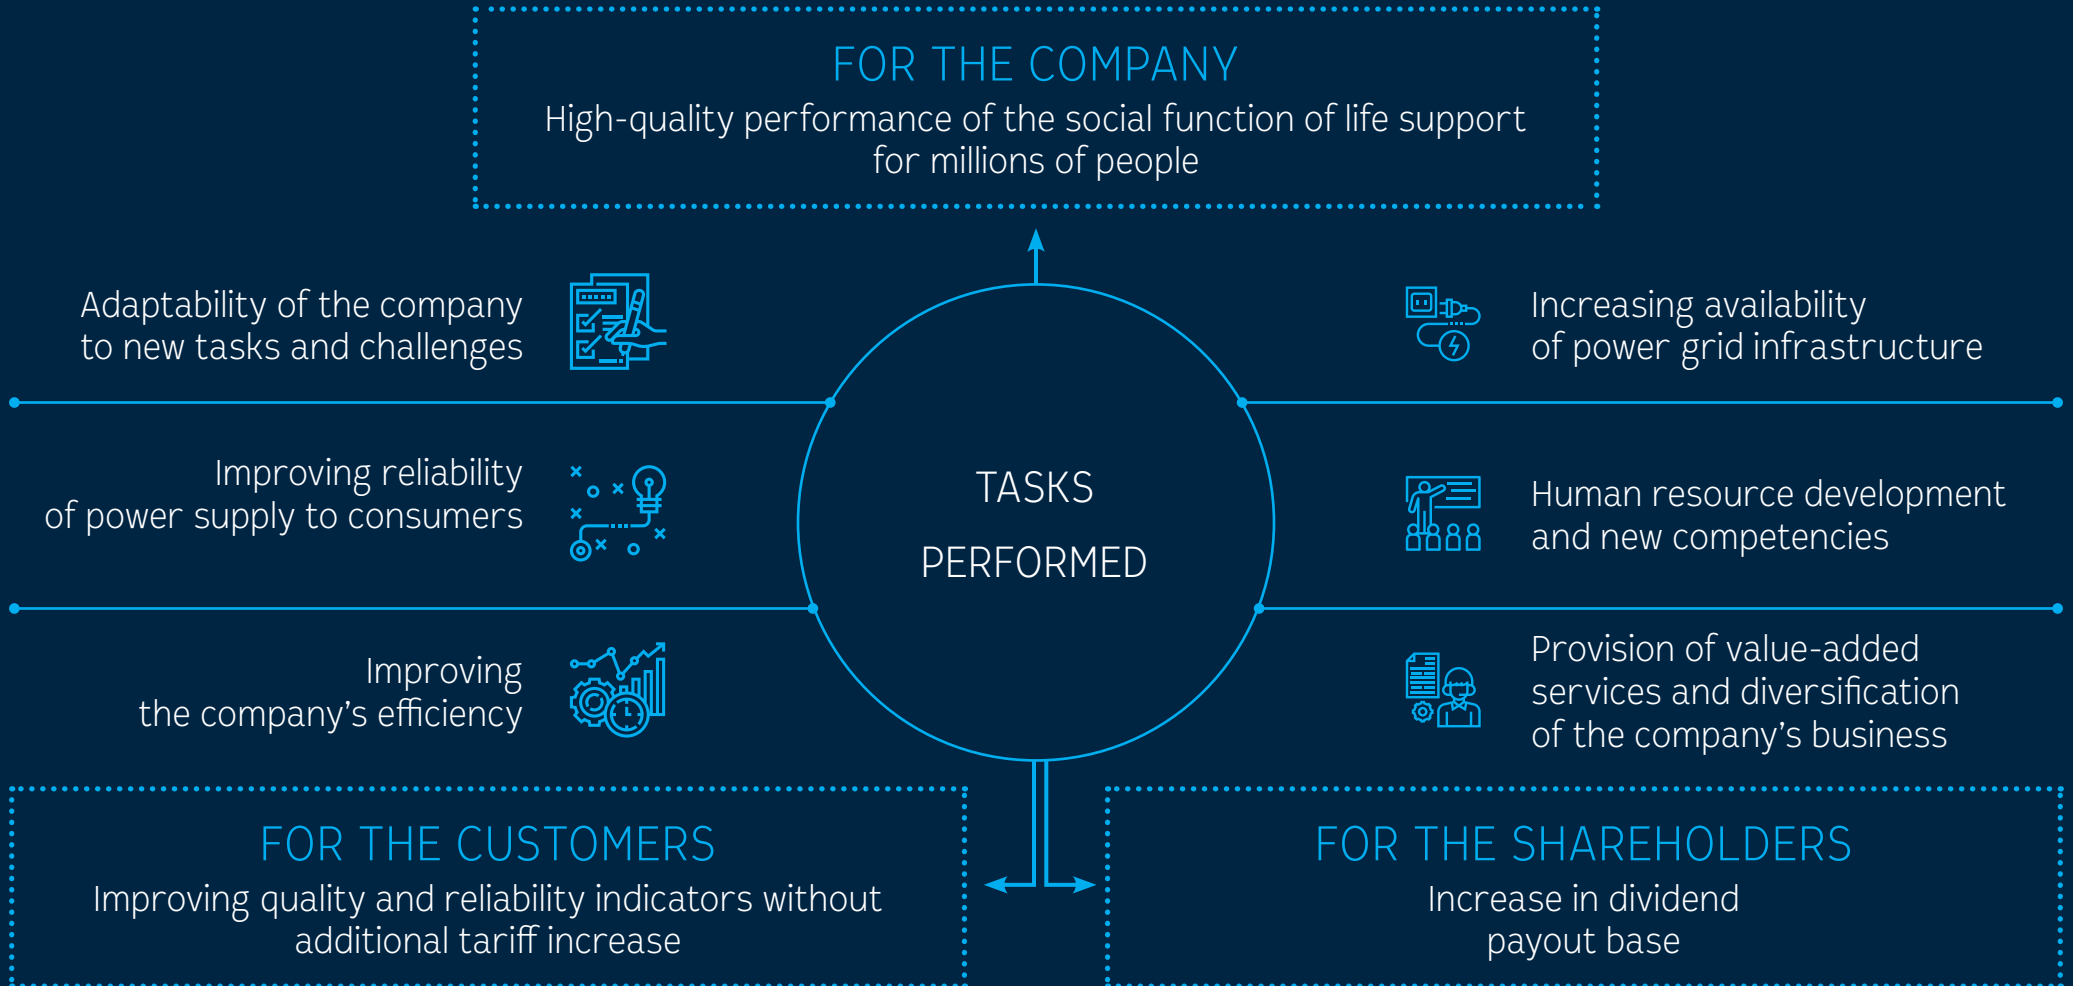 FOR THE COMPANY
High-quality performance of the social function of life support
for millions of people
Adaptability of the company
to new tasks and challenges
Improving reliability
of power supply to consumers
Improving
the company's efficiency
TASKS
PERFORMED
Increasing availability
of power grid infrastructure
Human resource development
and new competencies
Provision of value-added
services and diversification
of the company's business
FOR THE CUSTOMERS
Improving quality and reliability indicators without
additional tariff increase
FOR THE SHAREHOLDERS
Increase in dividend
payout base